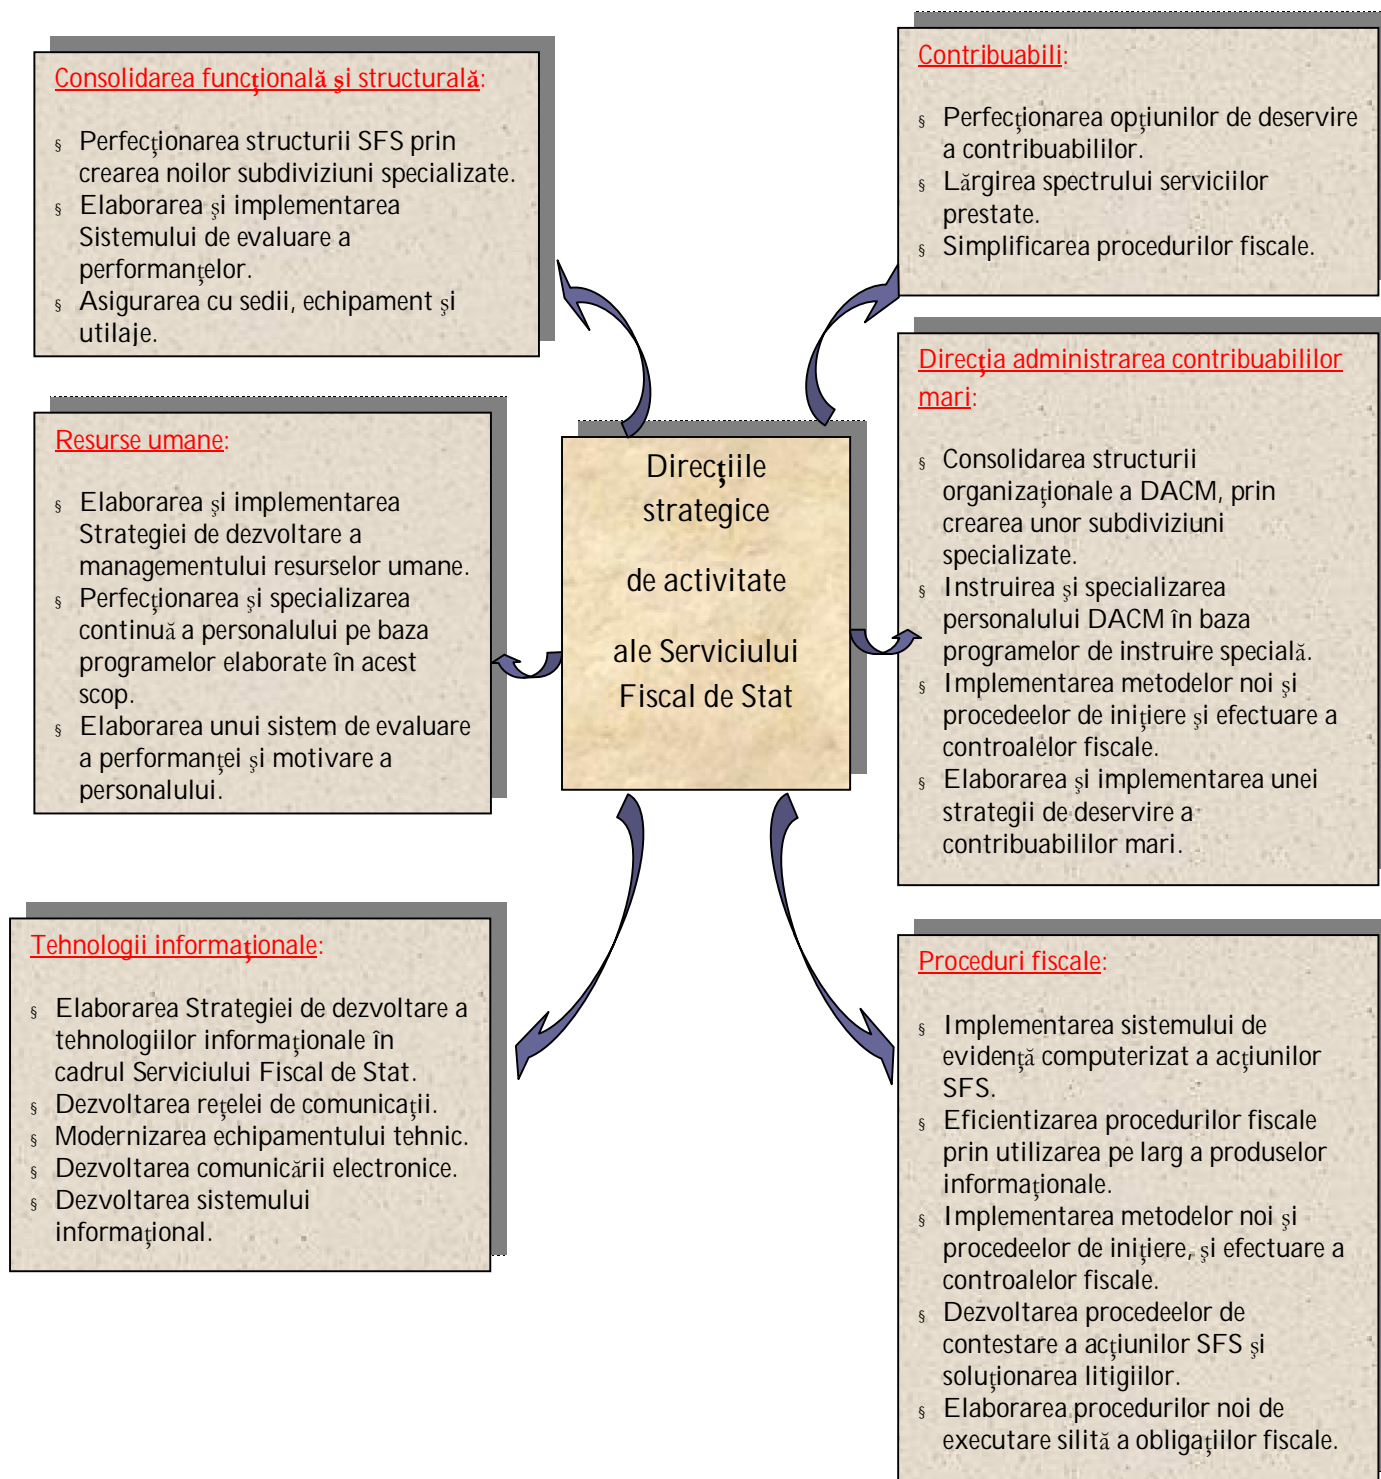 Consolidarea funcţională şi structurală:
§ Perfecţionarea structurii SFS prin
crearea noilor subdiviziuni specializate.
§ Elaborarea şi implementarea
Sistemului de evaluare a
performanţelor.
§ Asigurarea cu sedii, echipament şi
utilaje.
Contribuabili:
§ Perfecţionarea opţiunilor de deservire
a contribuabililor.
§ Lărgirea spectrului serviciilor
prestate.
§ Simplificarea procedurilor fiscale.
Resurse umane:
§ Elaborarea şi implementarea
Strategiei de dezvoltare a
managementului resurselor umane.
§ Perfecţionarea şi specializarea
continuă a personalului pe baza
programelor elaborate în acest
scop.
§ Elaborarea unui sistem de evaluare
a performanţei şi motivare a
personalului.
Direcţiile
strategice
de activitate
ale Serviciului
Fiscal de Stat
Direcţia administrarea contribuabililor
mari:
§ Consolidarea structurii
organizaţionale a DACM, prin
crearea unor subdiviziuni
specializate.
§ Instruirea şi specializarea
personalului DACM în baza
programelor de instruire specială.
§ Implementarea metodelor noi şi
procedeelor de iniţiere şi efectuare a
controalelor fiscale.
§ Elaborarea şi implementarea unei
strategii de deservire a
contribuabililor mari.
Tehnologii informaţionale:
§ Elaborarea Strategiei de dezvoltare a
tehnologiilor informaţionale în
cadrul Serviciului Fiscal de Stat.
§ Dezvoltarea reţelei de comunicaţii.
§ Modernizarea echipamentului tehnic.
§ Dezvoltarea comunicării electronice.
§ Dezvoltarea sistemului
informaţional.
Proceduri fiscale:
§ Implementarea sistemului de
evidenţă computerizat a acţiunilor
SFS.
§ Eficientizarea procedurilor fiscale
prin utilizarea pe larg a produselor
informaţionale.
§ Implementarea metodelor noi şi
procedeelor de iniţiere, şi efectuare a
controalelor fiscale.
§ Dezvoltarea procedeelor de
contestare a acţiunilor SFS şi
soluţionarea litigiilor.
§ Elaborarea procedurilor noi de
executare silită a obligaţiilor fiscale.